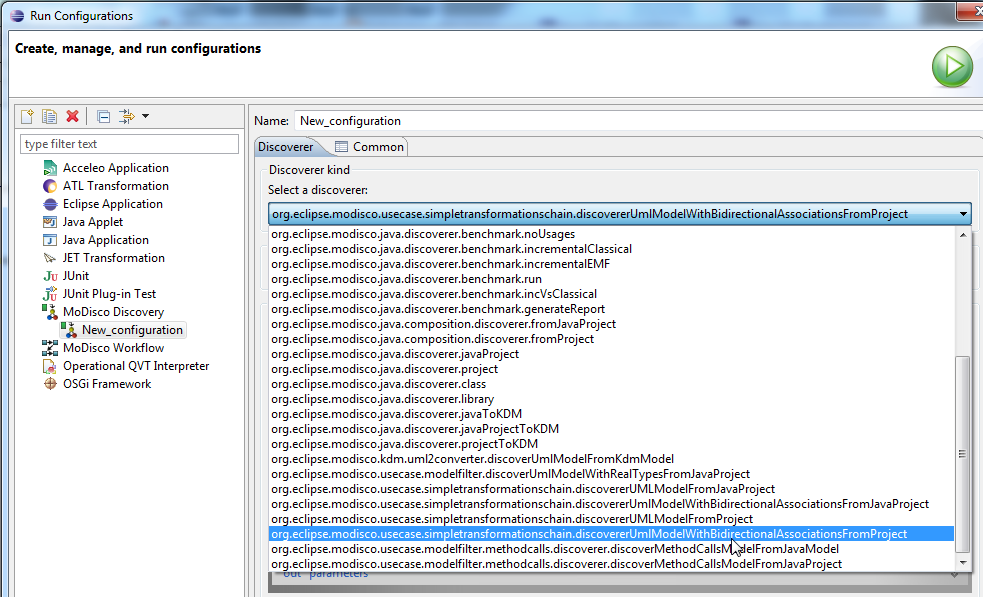 Run Configurations
Create, manage, and run configurations
type filter text
Acceleo Application
ATL Transformation
Eclipse Application
Java Applet
Java Application
JET Transformation
JUnit
JUnit Plug-in Test
MoDisco Discovery
New_configuration
MoDisco Workflow
Operational QVT Interpreter
OSGi Framework
Name: New_configuration
Discoverer Common
Discoverer kind
Select a discoverer:
org.eclipse.modisco.usecase.simpletransformationschain.discovererUmlModelWithBidirectionalAssociationsFromProject
org.eclipse.modisco.java.discoverer.benchmark.noUsages
org.eclipse.modisco.java.discoverer.benchmark.incrementalClassical
org.eclipse.modisco.java.discoverer.benchmark.incrementalEMF
org.eclipse.modisco.java.discoverer.benchmark.run
org.eclipse.modisco.java.discoverer.benchmark.incVsClassical
org.eclipse.modisco.java.discoverer.benchmark.generateReport
org.eclipse.modisco.java.composition.discoverer.fromJavaProject
org.eclipse.modisco.java.composition.discoverer.fromProject
org.eclipse.modisco.java.discoverer.javaProject
org.eclipse.modisco.java.discoverer.project
org.eclipse.modisco.java.discoverer.class
org.eclipse.modisco.java.discoverer.library
org.eclipse.modisco.java.discoverer.javaToKDM
org.eclipse.modisco.java.discoverer.javaProjectToKDM
org.eclipse.modisco.java.discoverer.projectToKDM
org.eclipse.modisco.kdm.uml2converter.discoverUmlModelFromKdmModel
org.eclipse.modisco.usecase.modelfilter.discoverUmlModelWithRealTypesFromJavaProject
org.eclipse.modisco.usecase.simpletransformationschain.discovererUMLModelFromJavaProject
org.eclipse.modisco.usecase.simpletransformationschain.discovererUmlModelWithBidirectionalAssociationsFromJavaProject
org.eclipse.modisco.usecase.simpletransformationschain.discovererUMLModelFromProject
org.eclipse.modisco.usecase.simpletransformationschain.discovererUmlModelWithBidirectionalAssociationsFromProject
org.eclipse.modisco.usecase.modelfilter.methodcalls.discoverer.discoverMethodCallsModelFromJavaModel
org.eclipse.modisco.usecase.modelfilter.methodcalls.discoverer.discoverMethodCallsModelFromJavaProject
"out" parameters